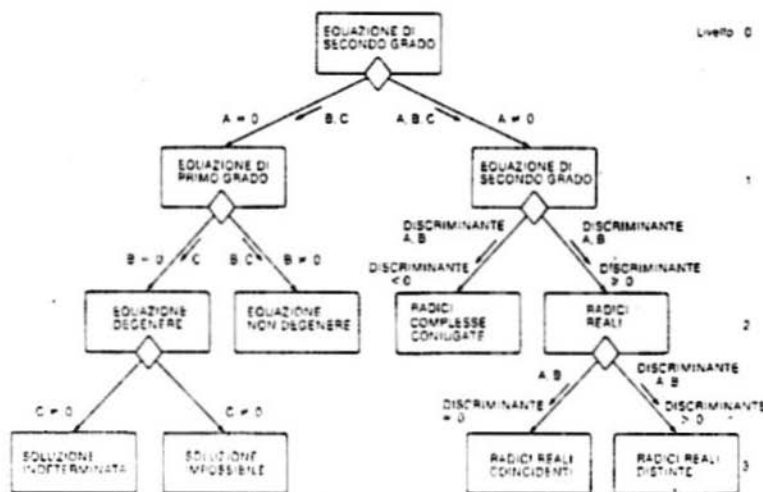 EQUAZIONE DI
SECONDO GRADO
Livello 0
A = 0
B, C
A, B, C
A ≠ 0
EQUAZIONE DI
PRIMO GRADO
EQUAZIONE DI
SECONDO GRADO
1
B = 0
C
B, C
B ≠ 0
DISCRIMINANTE
A, B
DISCRIMINANTE
A, B
DISCRIMINANTE
< 0
DISCRIMINANTE
≥ 0
EQUAZIONE
DEGENERE
EQUAZIONE
NON DEGENERE
RADICI
COMPLESSE
CONIUGATE
RADICI
REALI
2
C ≠ 0
C ≠ 0
A, B
DISCRIMINANTE
A, B
DISCRIMINANTE
= 0
DISCRIMINANTE
> 0
SOLUZIONE
INDETERMINATA
SOLUZIONE
IMPOSSIBILE
RADICI REALI
COINCIDENTI
RADICI REALI
DISTINTE
3